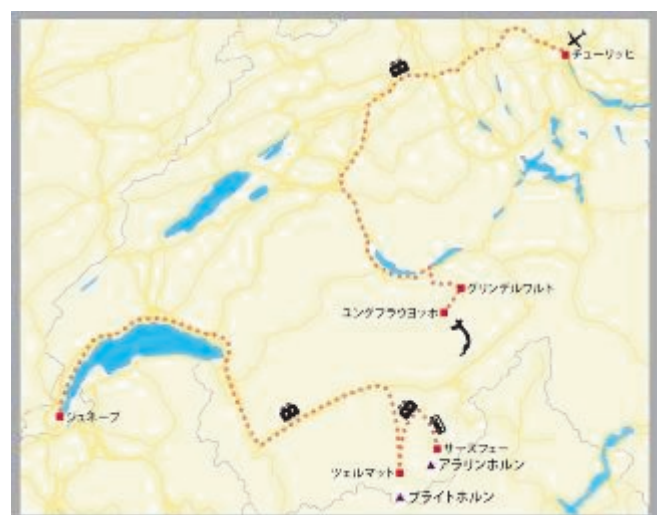 チューリッヒ
グリンデルワルト
ユングフラウヨッホ
ジュネーブ
サースフェー
アラリンホルン
ツェルマット
ブライトホルン